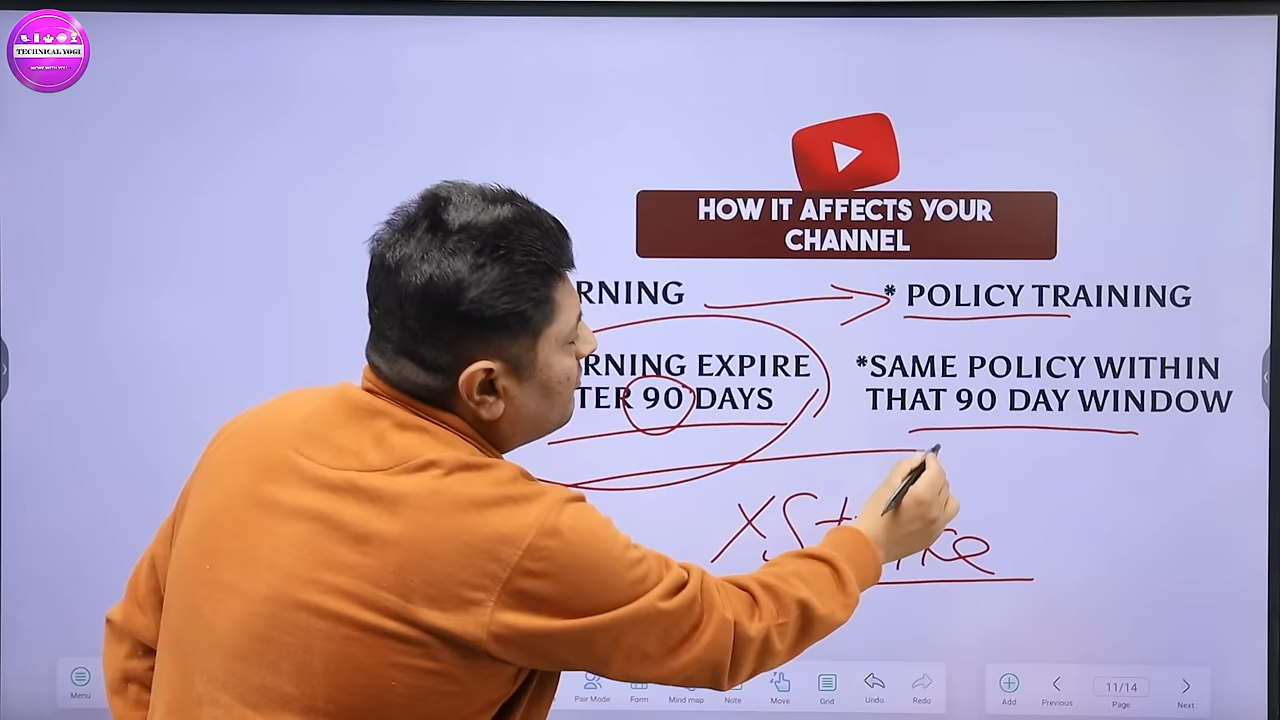 TECHNICAL YOGI
HOW IT AFFECTS YOUR
CHANNEL
RNING
* POLICY TRAINING
RNING EXPIRE
TER 90 DAYS
*SAME POLICY WITHIN
THAT 90 DAY WINDOW
Menu
Pair Mode
Form
Mind map
Note
Move
Grid
Undo
Redo
Add
Previous
11/14
Page
Next